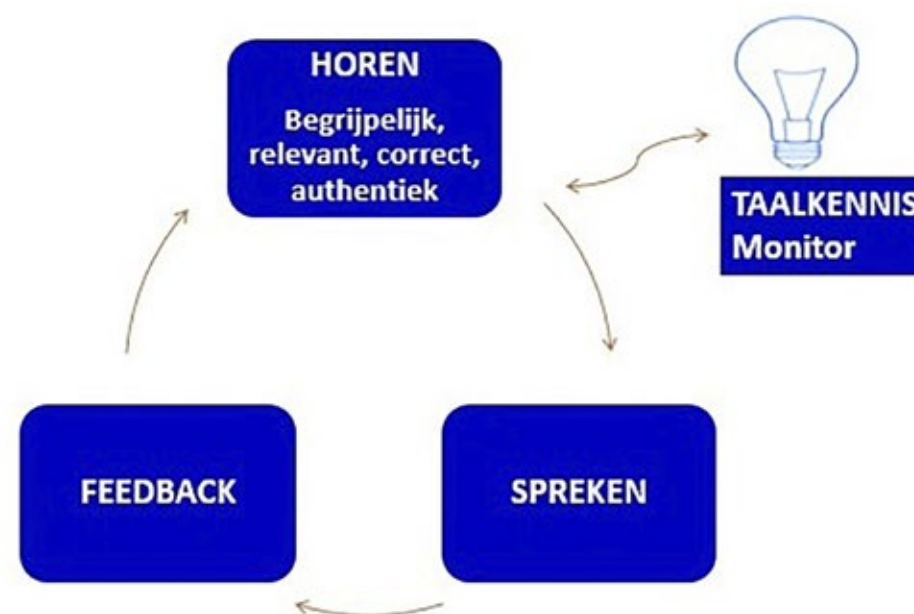 HOREN
Begrijpelijk,
relevant, correct,
authentiek
TAALKENNIS
Monitor
FEEDBACK
SPREKEN